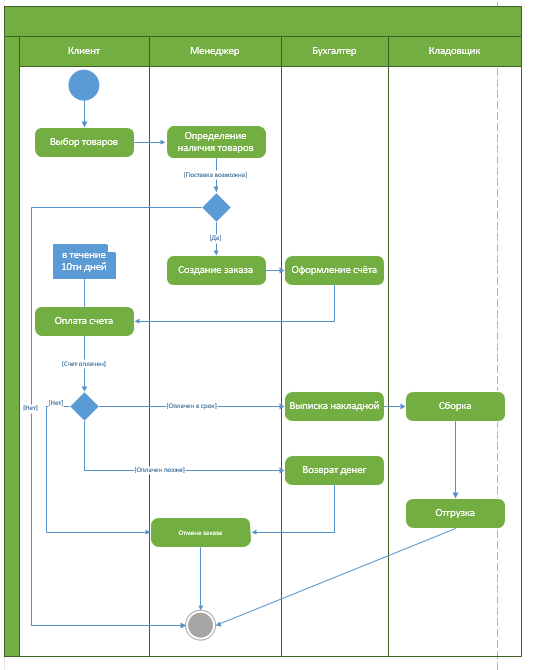 Клиент
Менеджер
Бухгалтер
Кладовщик
Выбор товаров
Определение
наличия товаров
[Поставка возможна]
[Да]
в течение
10ти дней
Создание заказа
Оформление счёта
Оплата счета
[Счет оплачен]
[Нет]
[Нет]
[Оплачен в срок]
Выписка накладной
Сборка
[Оплачен позже]
Возврат денег
Отгрузка
Отмена заказа